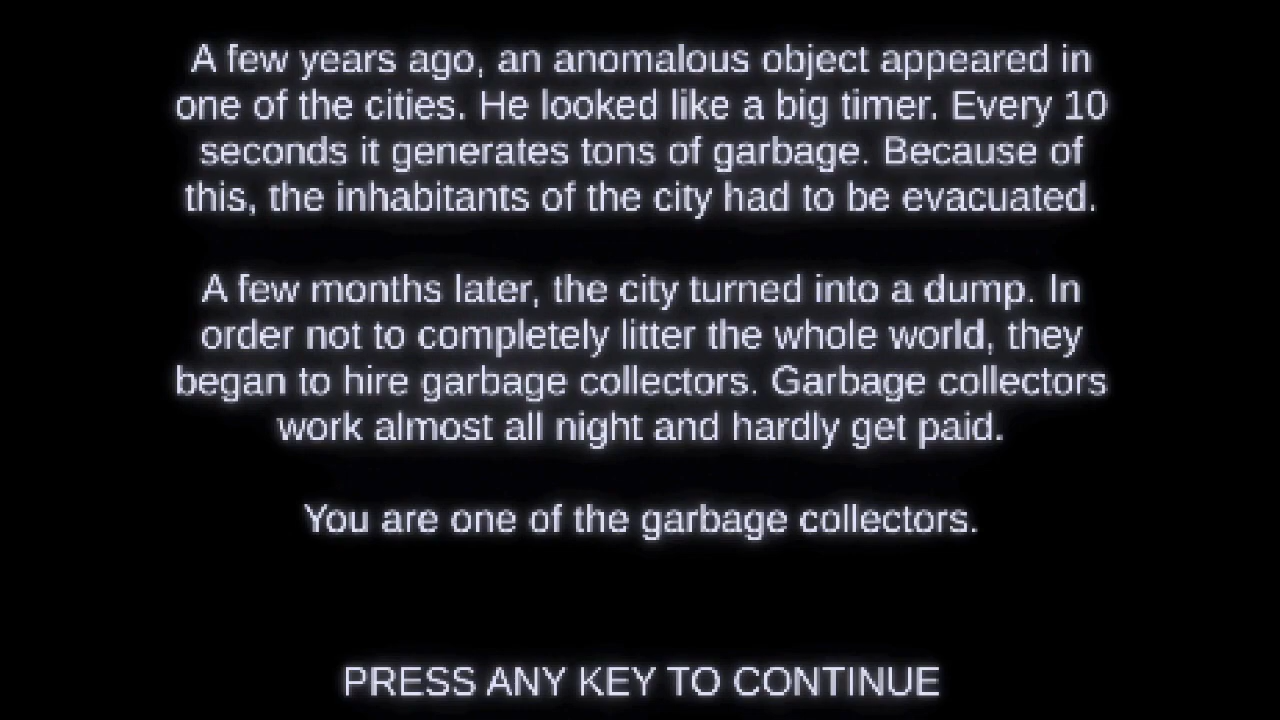 A few years ago, an anomalous object appeared in
one of the cities. He looked like a big timer. Every 10
seconds it generates tons of garbage. Because of
this, the inhabitants of the city had to be evacuated.
A few months later, the city turned into a dump. In
order not to completely litter the whole world, they
began to hire garbage collectors. Garbage collectors
work almost all night and hardly get paid.
You are one of the garbage collectors.
PRESS ANY KEY TO CONTINUE